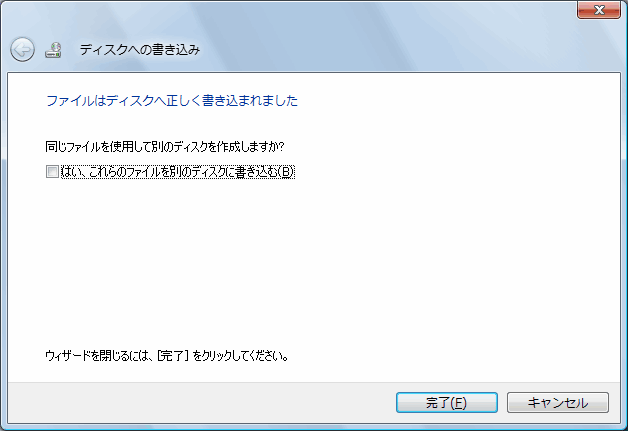 ディスクへの書き込み
ファイルはディスクへ正しく書き込まれました
同じファイルを使用して別のディスクを作成しますか?
はい、これらのファイルを別のディスクに書き込む(B)
ウィザードを閉じるには、[完了] をクリックしてください。
完了(F) キャンセル